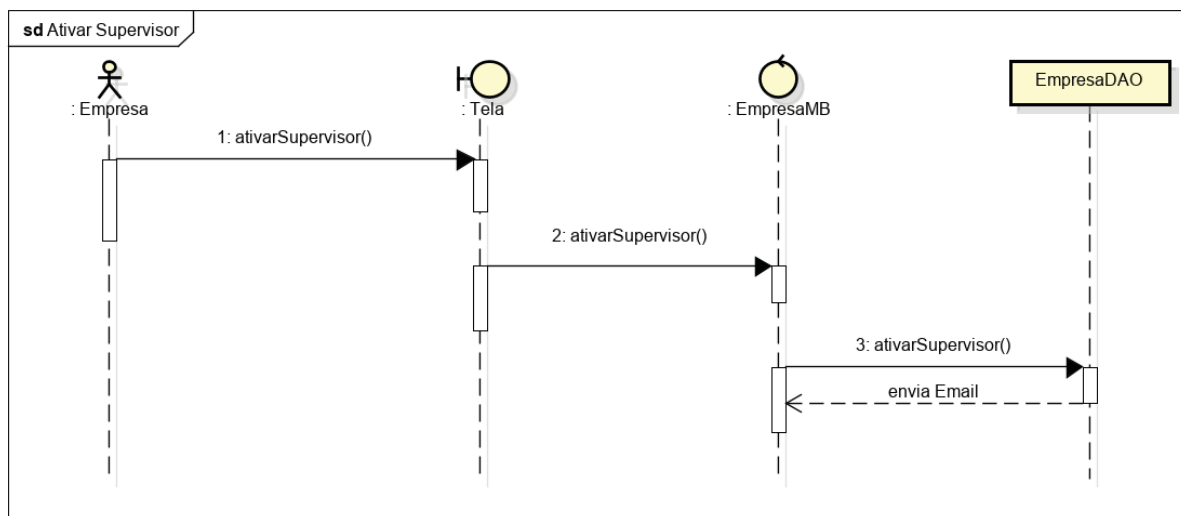 sd Ativar Supervisor
: Empresa
: Tela
: EmpresaMB
EmpresaDAO
1: ativarSupervisor()
2: ativarSupervisor()
3: ativarSupervisor()
envia Email